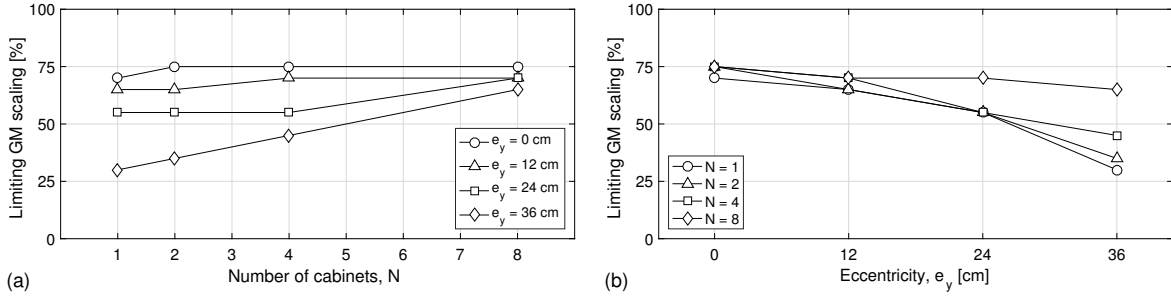 Limiting GM scaling [%]
100
75
50
25
0
1 2 3 4 5 6 7 8
Number of cabinets, N
e_y = 0 cm
e_y = 12 cm
e_y = 24 cm
e_y = 36 cm
(a)
Limiting GM scaling [%]
100
75
50
25
0
0 12 24 36
Eccentricity, e_y [cm]
N = 1
N = 2
N = 4
N = 8
(b)